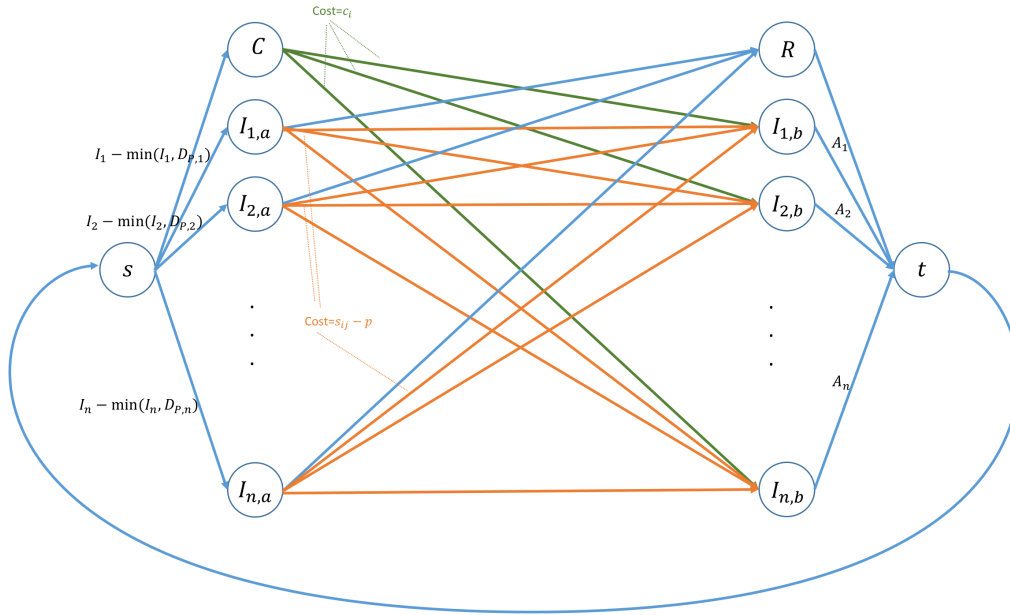 Cost=c_i
C
R
I_{1,a}
I_{1,b}
I_1 − min(I_1, D_{P,1})
A_1
I_{2,a}
I_{2,b}
I_2 − min(I_2, D_{P,2})
A_2
s
t
.
.
.
.
.
.
Cost=s_{ij} − p
I_n − min(I_n, D_{P,n})
A_n
I_{n,a}
I_{n,b}